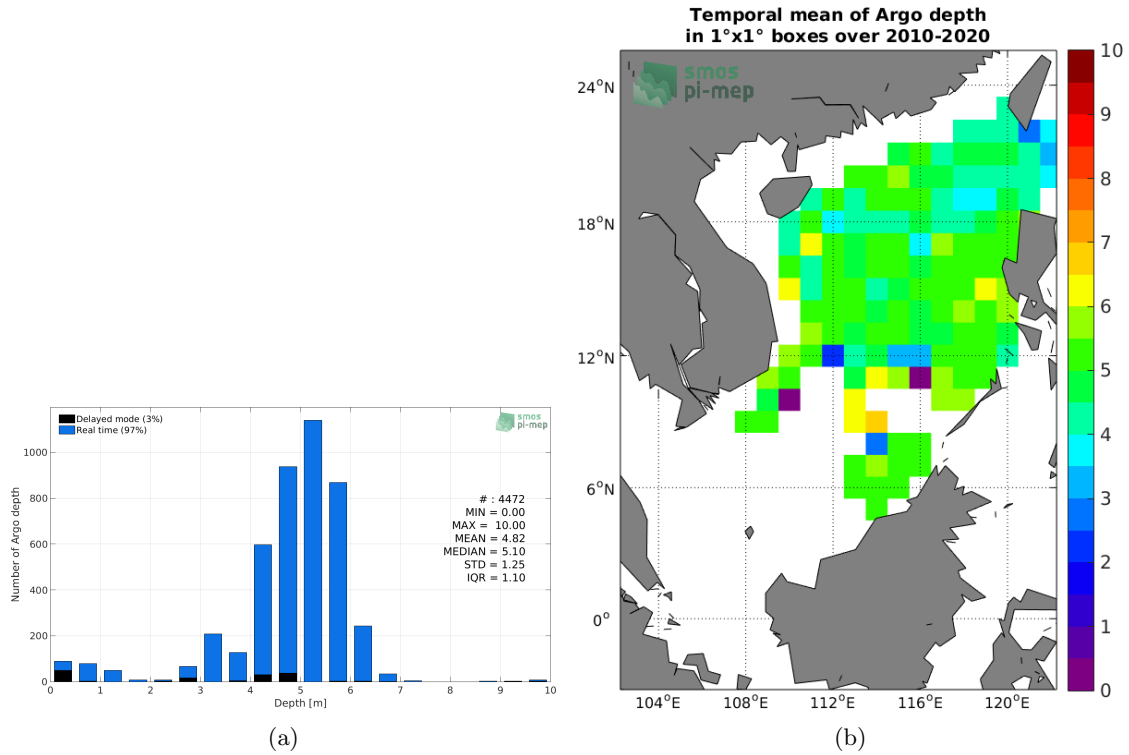 Temporal mean of Argo depth
in 1°x1° boxes over 2010-2020
smos
pi-mep
24°N
18°N
12°N
6°N
0°
104°E
108°E
112°E
116°E
120°E
10
9
8
7
6
5
4
3
2
1
0
Delayed mode (3%)
Real time (97%)
smos
pi-mep
# : 4472
MIN = 0.00
MAX = 10.00
MEAN = 4.82
MEDIAN = 5.10
STD = 1.25
IQR = 1.10
Number of Argo depth
1000
800
600
400
200
0
0
1
2
3
4
5
6
7
8
9
10
Depth [m]
(a)
(b)